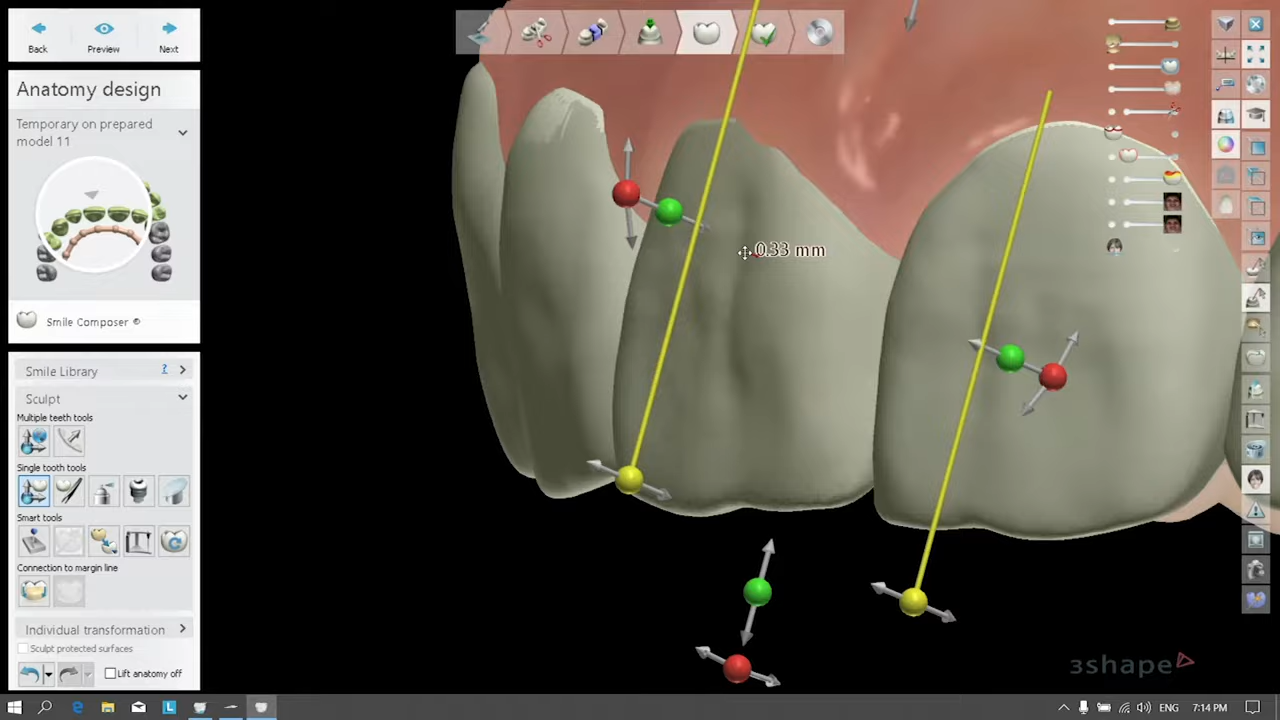 Back
Preview
Next
Anatomy design
Temporary on prepared
model 11
Smile Composer ©
Smile Library
?
Sculpt
Multiple teeth tools
Single tooth tools
Smart tools
Connection to margin line
Individual transformation
Sculpt protected surfaces
Lift anatomy off
0.33 mm
3shape
ENG
7:14 PM